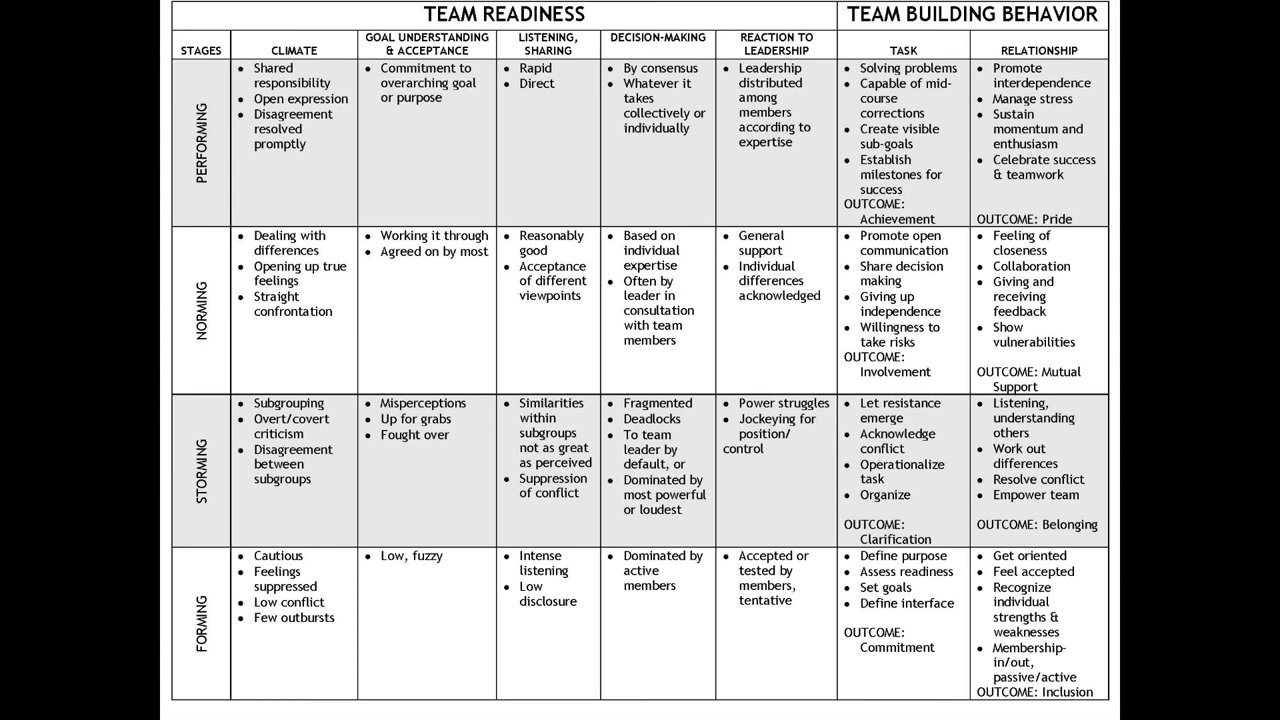 TEAM READINESS
TEAM BUILDING BEHAVIOR
STAGES
CLIMATE
GOAL UNDERSTANDING
& ACCEPTANCE
LISTENING,
SHARING
DECISION-MAKING
REACTION TO
LEADERSHIP
TASK
RELATIONSHIP
PERFORMING
• Shared
responsibility
• Open expression
• Disagreement
resolved
promptly
• Commitment to
overarching goal
or purpose
• Rapid
• Direct
• By consensus
• Whatever it
takes
collectively or
individually
• Leadership
distributed
among
members
according to
expertise
• Solving problems
• Capable of mid-
course
corrections
• Create visible
sub-goals
• Establish
milestones for
success
OUTCOME:
Achievement
• Promote
interdependence
• Manage stress
• Sustain
momentum and
enthusiasm
• Celebrate success
& teamwork
OUTCOME: Pride
NORMING
• Dealing with
differences
• Opening up true
feelings
• Straight
confrontation
• Working it through
• Agreed on by most
• Reasonably
good
• Acceptance
of different
viewpoints
• Based on
individual
expertise
• Often by
leader in
consultation
with team
members
• General
support
• Individual
differences
acknowledged
• Promote open
communication
• Share decision
making
• Giving up
independence
• Willingness to
take risks
OUTCOME:
Involvement
• Feeling of
closeness
• Collaboration
• Giving and
receiving
feedback
• Show
vulnerabilities
OUTCOME: Mutual
Support
STORMING
• Subgrouping
• Overt/covert
criticism
• Disagreement
between
subgroups
• Misperceptions
• Up for grabs
• Fought over
• Similarities
within
subgroups
not as great
as perceived
• Suppression
of conflict
• Fragmented
• Deadlocks
• To team
leader by
default, or
• Dominated by
most powerful
or loudest
• Power struggles
• Jockeying for
position/
control
• Let resistance
emerge
• Acknowledge
conflict
• Operationalize
task
• Organize
OUTCOME:
Clarification
• Listening,
understanding
others
• Work out
differences
• Resolve conflict
• Empower team
OUTCOME: Belonging
FORMING
• Cautious
• Feelings
suppressed
• Low conflict
• Few outbursts
• Low, fuzzy
• Intense
listening
• Low
disclosure
• Dominated by
active
members
• Accepted or
tested by
members,
tentative
• Define purpose
• Assess readiness
• Set goals
• Define interface
OUTCOME:
Commitment
• Get oriented
• Feel accepted
• Recognize
individual
strengths &
weaknesses
• Membership-
in/out,
passive/active
OUTCOME: Inclusion